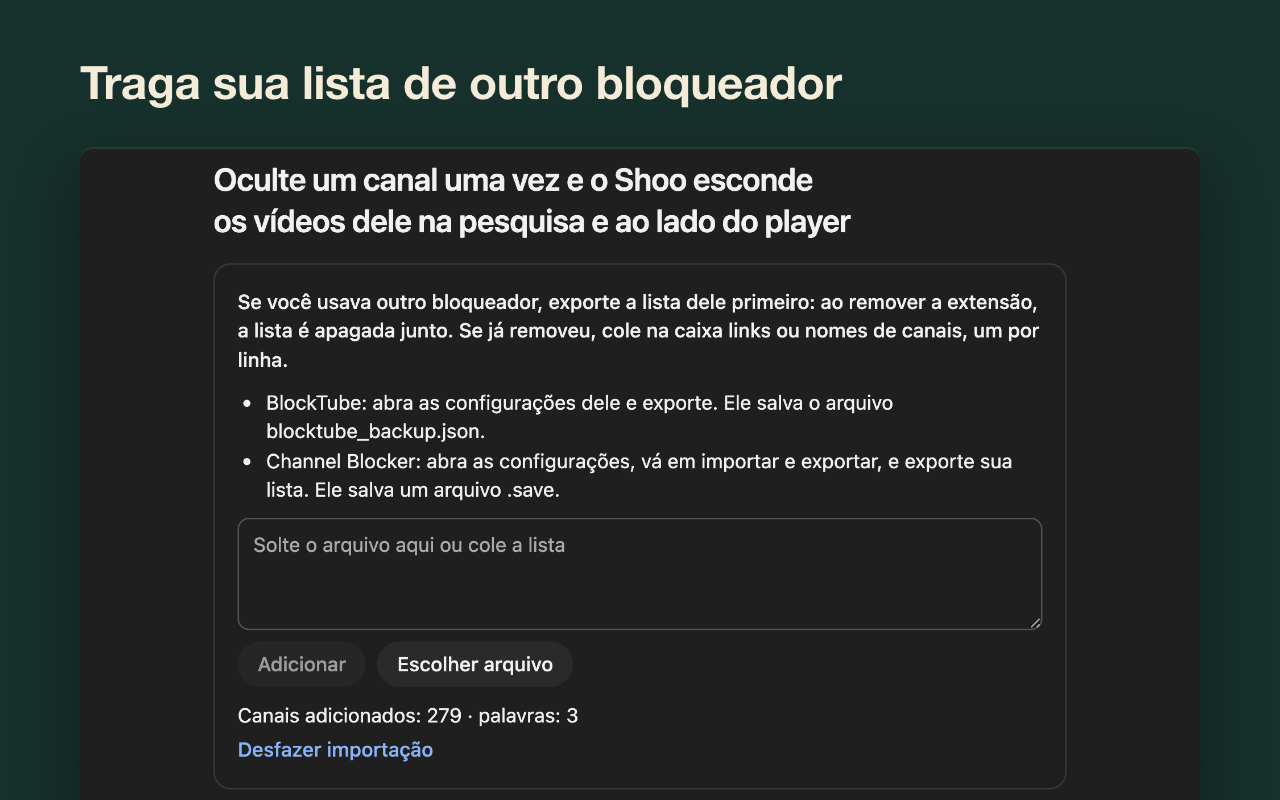 Traga sua lista de outro bloqueador
Oculte um canal uma vez e o Shoo esconde
os vídeos dele na pesquisa e ao lado do player
Se você usava outro bloqueador, exporte a lista dele primeiro: ao remover a extensão,
a lista é apagada junto. Se já removeu, cole na caixa links ou nomes de canais, um por
linha.
• BlockTube: abra as configurações dele e exporte. Ele salva o arquivo
blocktube_backup.json.
• Channel Blocker: abra as configurações, vá em importar e exportar, e exporte sua
lista. Ele salva um arquivo .save.
Solte o arquivo aqui ou cole a lista
Adicionar Escolher arquivo
Canais adicionados: 279 · palavras: 3
Desfazer importação